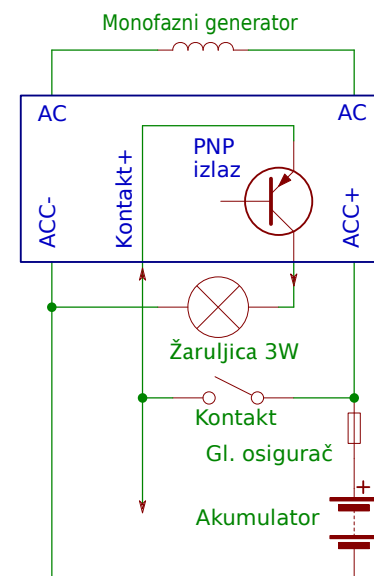 Monofazni generator
AC
AC
PNP
izlaz
Kontakt+
ACC-
ACC+
Žaruljica 3W
Kontakt
Gl. osigurač
+
Akumulator